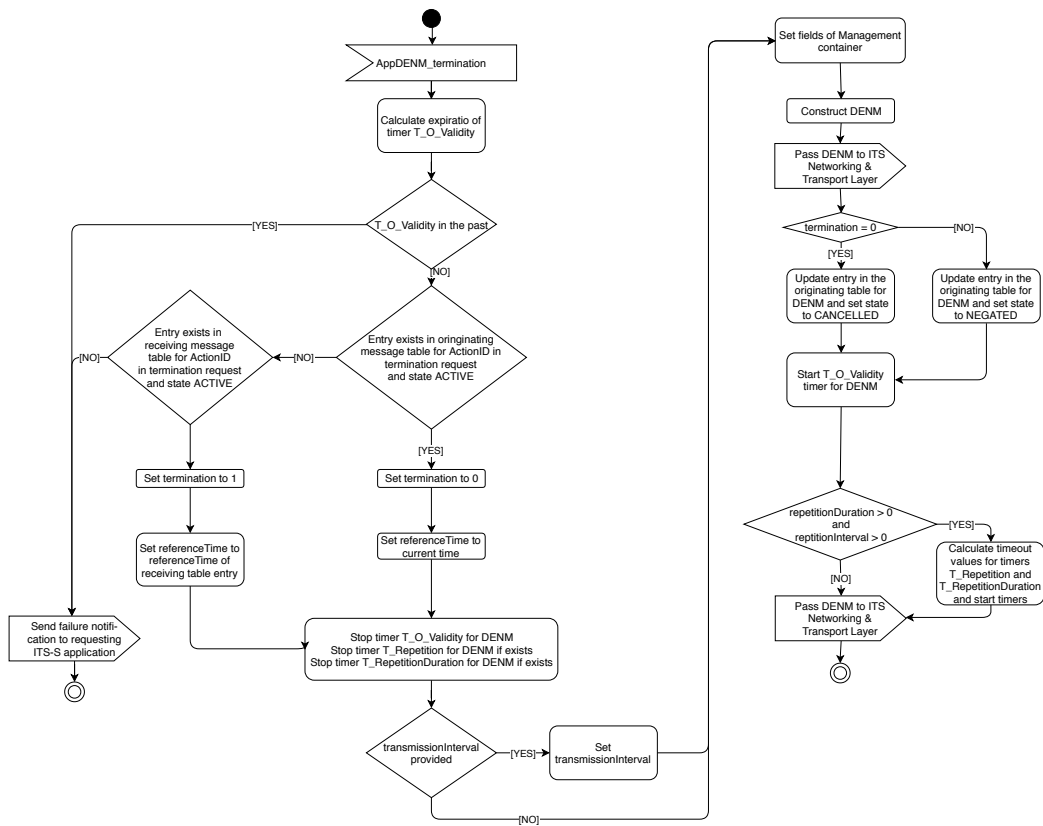 AppDENM_termination
Calculate expiratio of
timer T_O_Validity
T_O_Validity in the past
[YES]
[NO]
Entry exists in oringinating
message table for ActionID in
termination request
and state ACTIVE
[NO]
Entry exists in
receiving message
table for ActionID
in termination request
and state ACTIVE
[NO]
[YES]
Set termination to 1
Set termination to 0
Set referenceTime to
referenceTime of
receiving table entry
Set referenceTime to
current time
Send failure notifi-
cation to requesting
ITS-S application
Stop timer T_O_Validity for DENM
Stop timer T_Repetition for DENM if exists
Stop timer T_RepetitionDuration for DENM if exists
transmissionInterval
provided
[YES]
Set
transmissionInterval
[NO]
Set fields of Management
container
Construct DENM
Pass DENM to ITS
Networking &
Transport Layer
termination = 0
[NO]
[YES]
Update entry in the
originating table for
DENM and set state
to CANCELLED
Update entry in the
originating table for
DENM and set state
to NEGATED
Start T_O_Validity
timer for DENM
repetitionDuration > 0
and
reptitionInterval > 0
[YES]
Calculate timeout
values for timers
T_Repetition and
T_RepetitionDuration
and start timers
[NO]
Pass DENM to ITS
Networking &
Transport Layer